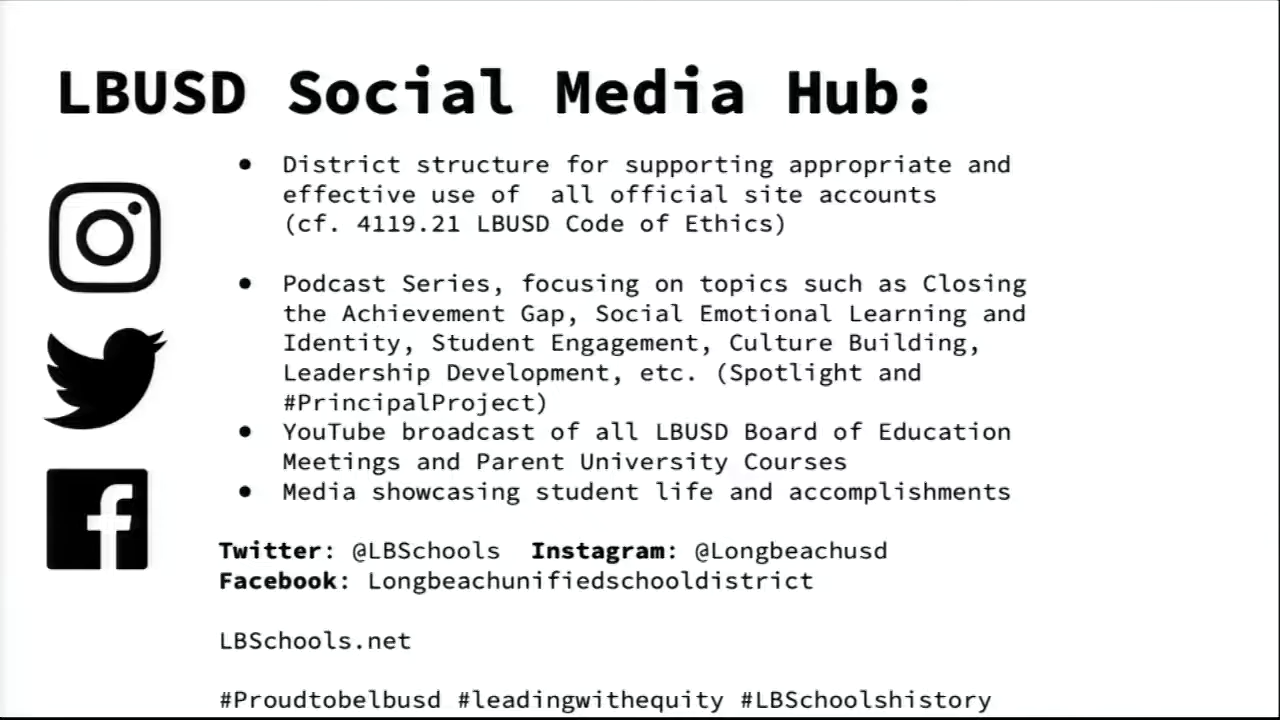 LBUSD Social Media Hub:
● District structure for supporting appropriate and
effective use of  all official site accounts
(cf. 4119.21 LBUSD Code of Ethics)
● Podcast Series, focusing on topics such as Closing
the Achievement Gap, Social Emotional Learning and
Identity, Student Engagement, Culture Building,
Leadership Development, etc. (Spotlight and
#PrincipalProject)
● YouTube broadcast of all LBUSD Board of Education
Meetings and Parent University Courses
● Media showcasing student life and accomplishments
Twitter: @LBSchools  Instagram: @Longbeachusd
Facebook: Longbeachunifiedschooldistrict
LBSchools.net
#Proudtobelbusd #leadingwithequity #LBSchoolshistory